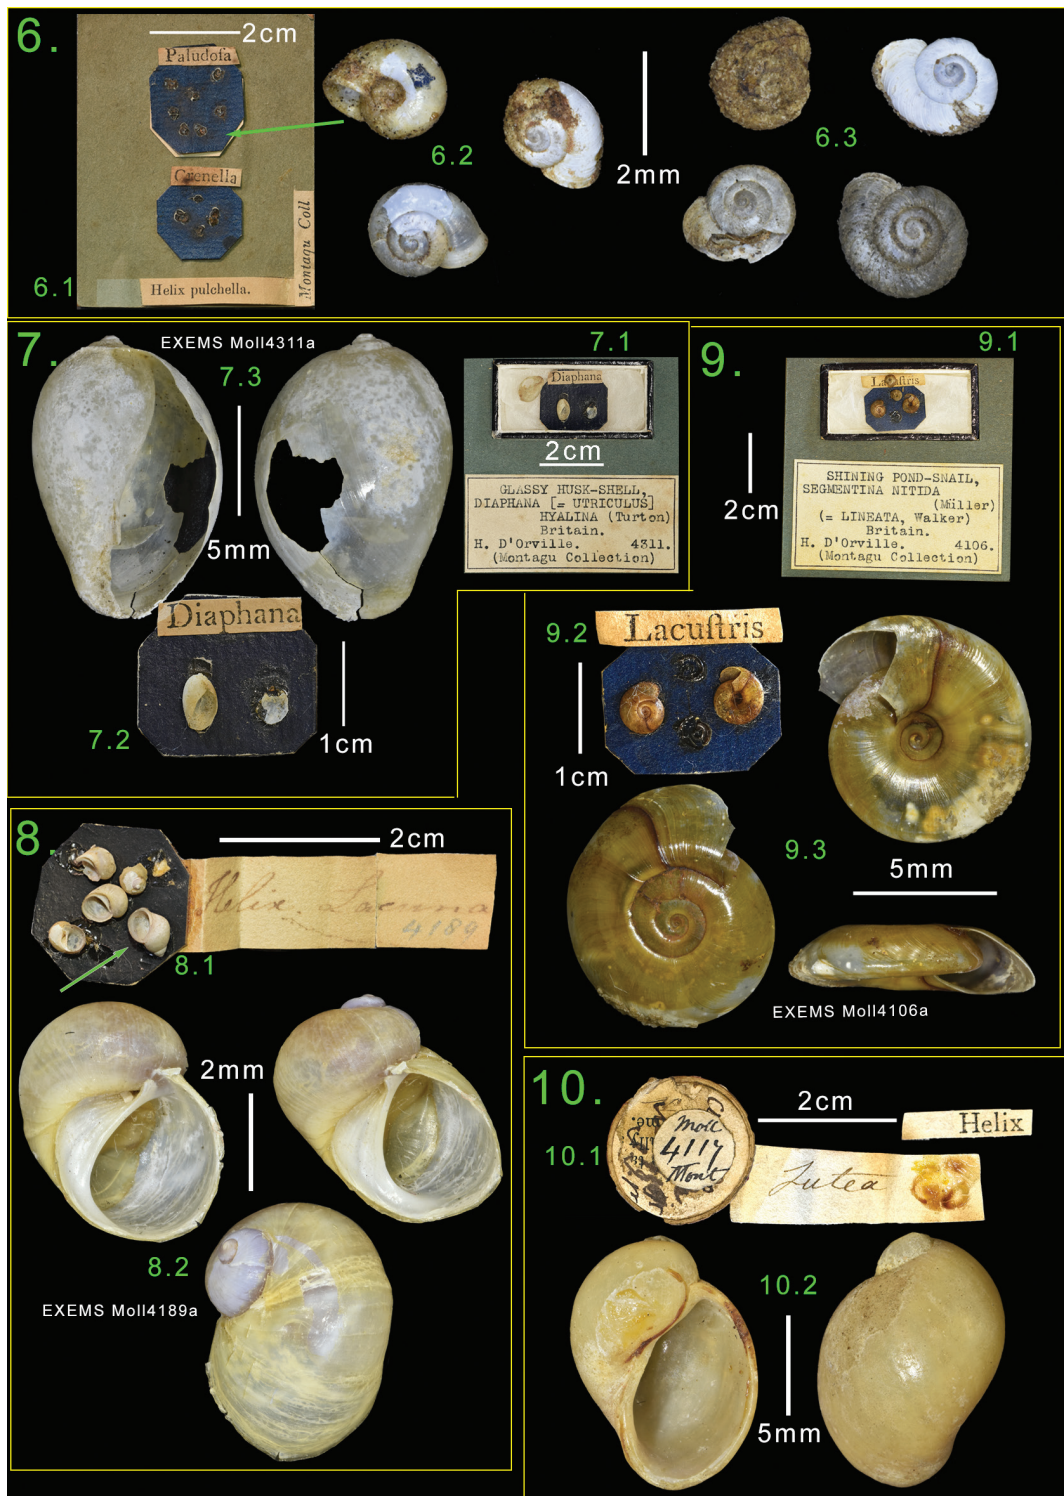 6.
2cm
Paludoſa
Crenella
Helix pulchella.
Montagu Coll
6.1
6.2
2mm
6.3
7.
EXEMS Moll4311a
7.3
5mm
7.1
Diaphana
2cm
GLASSY HUSK-SHELL,
DIAPHANA [= UTRICULUS]
HYALINA (Turton)
Britain.
H. D'Orville. 4311.
(Montagu Collection)
Diaphana
7.2
1cm
9.
9.1
Lacuſtris
2cm
SHINING POND-SNAIL,
SEGMENTINA NITIDA
(Müller)
(= LINEATA, Walker)
Britain.
H. D'Orville. 4106.
(Montagu Collection)
9.2
Lacuſtris
1cm
9.3
5mm
EXEMS Moll4106a
8.
2cm
Helix Lacuna
4189
8.1
2mm
8.2
EXEMS Moll4189a
10.
10.1
Moll
4117
Mont
2cm
Helix
Lutea
10.2
5mm